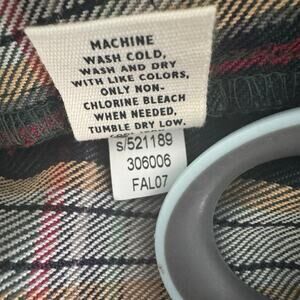 MACHINE
WASH COLD,
WASH AND DRY
WITH LIKE COLORS,
ONLY NON-
CHLORINE BLEACH
WHEN NEEDED,
TUMBLE DRY LOW.
s/521189
306006
FAL07